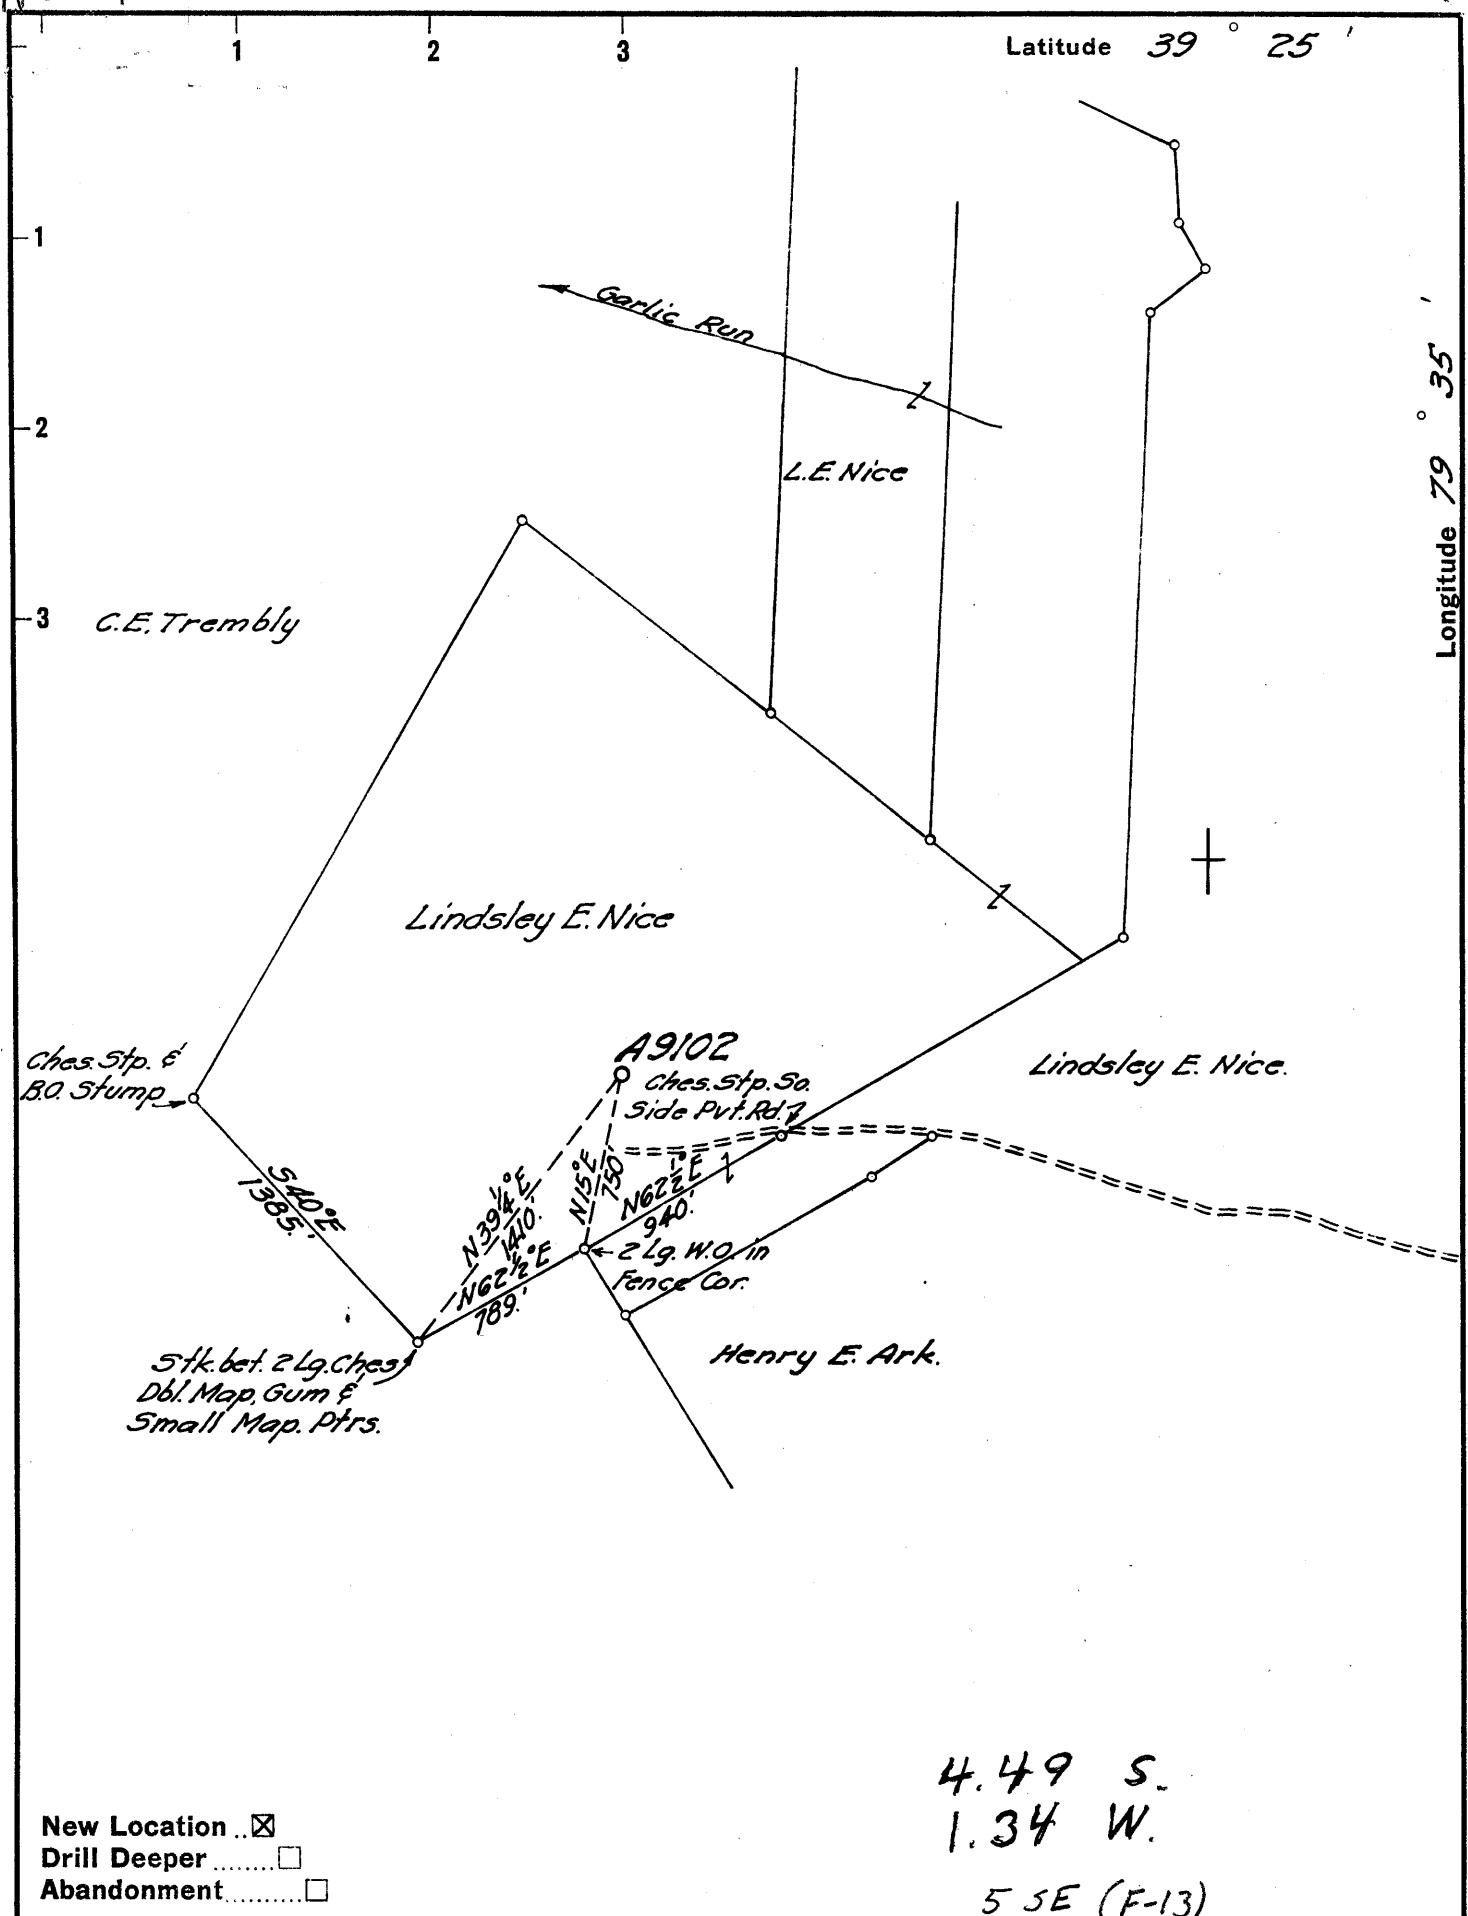 1 2 3 Latitude 39° 25'
1
2
3
Longitude 79° 35'
Garlic Run
L.E. Nice
C.E. Trembly
Lindsley E. Nice
A9102
Ches. Stp. &
B.O. Stump
Ches. Stp. So.
Side Pvt. Rd.
Lindsley E. Nice.
S40°E
1385.'
N39¼°E
1410.'
N15°E
750'
N62½°E
940.'
N62½°E
789.'
2 Lg. W.O. in
Fence Cor.
Stk. bet. 2 Lg. Ches
Dbl. Map, Gum &
Small Map. Ptrs.
Henry E. Ark.
4.49 S.
1.34 W.
5 SE (F-13)
New Location ..☒
Drill Deeper ........☐
Abandonment..........☐